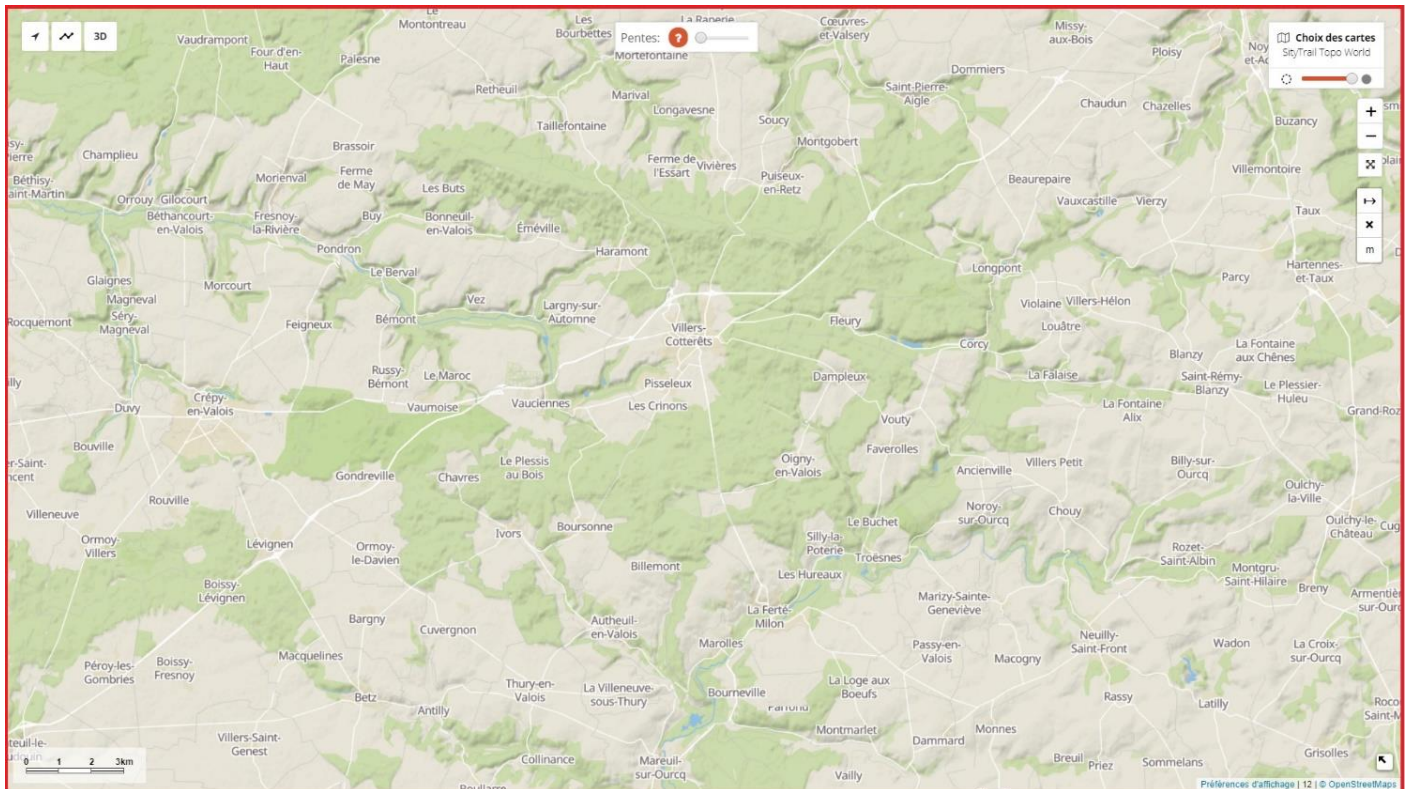 Le
Montontreau
Les
Bourbettes
La Râperie
Cœuvres-
et-Valsery
Missy-
aux-Bois
3D
Pentes:
?
Choix des cartes
SityTrail Topo World
Vaudrampont
Four-d'en-
Haut
Palesne
Mortefontaine
Ploisy
Dommiers
Retheuil
Marival
Longavesne
Saint-Pierre-
Aigle
Chaudun
Chazelles
Buzancy
Taillefontaine
Soucy
Montgobert
Champlieu
Brassoir
Ferme
de May
Morienval
Les Buts
Ferme de
l'Essart
Vivières
Puiseux-
en-Retz
Beaurepaire
Villemontoire
Béthisy-
Saint-Martin
Orrouy
Gilocourt
Béthancourt-
en-Valois
Fresnoy-
la-Rivière
Buy
Bonneuil-
en-Valois
Éméville
Vauxcastille
Vierzy
Taux
m
Pondron
Haramont
Le Berval
Longpont
Hartennes-
et-Taux
Parcy
Glaignes
Magneval
Morcourt
Séry-
Magneval
Rocquemont
Feigneux
Bémont
Vez
Largny-sur-
Automne
Villers-
Cotterêts
Fleury
Violaine
Villers-Hélon
Louâtre
Corcy
Blanzy
La Fontaine
aux Chênes
Russy-
Bémont
Le Maroc
Pisseleux
Dampleux
La Falaise
Saint-Rémy-
Blanzy
Le Plessier-
Huleu
Crépy-
en-Valois
Duvy
Vaumoise
Vauciennes
Les Crinons
Vouty
La Fontaine
Alix
Grand-Roz
Bouville
Faverolles
Gondreville
Chavres
Le Plessis
au Bois
Oigny-
en-Valois
Ancienville
Villers Petit
Billy-sur-
Ourcq
Oulchy-
la-Ville
Rouville
Villeneuve
Boursonne
Ivors
Le Buchet
Noroy-
sur-Ourcq
Chouy
Oulchy-le-
Château
Ormoy-
Villers
Lévignen
Ormoy-
le-Davien
Silly-la-
Poterie
Troësnes
Rozet-
Saint-Albin
Billemont
Les Hureaux
Montgru-
Saint-Hilaire
Breny
Boissy-
Lévignen
Bargny
Cuvergnon
Autheuil-
en-Valois
La Ferté-
Milon
Marizy-Sainte-
Geneviève
Marolles
Passy-en-
Valois
Macogny
Neuilly-
Saint-Front
Wadon
La Croix-
sur-Ourcq
Macquelines
Péroy-les-
Gombries
Boissy-
Fresnoy
Betz
Antilly
Thury-en-
Valois
La Villeneuve-
sous-Thury
Bourneville
La Loge aux
Boeufs
Rassy
Latilly
Montmarlet
Monnes
Dammard
Villers-Saint-
Genest
Collinance
Mareuil-
sur-Ourcq
Vailly
Breuil
Priez
Sommelans
Grisolles
0 1 2 3km
Préférences d'affichage | 12 | © OpenStreetMaps